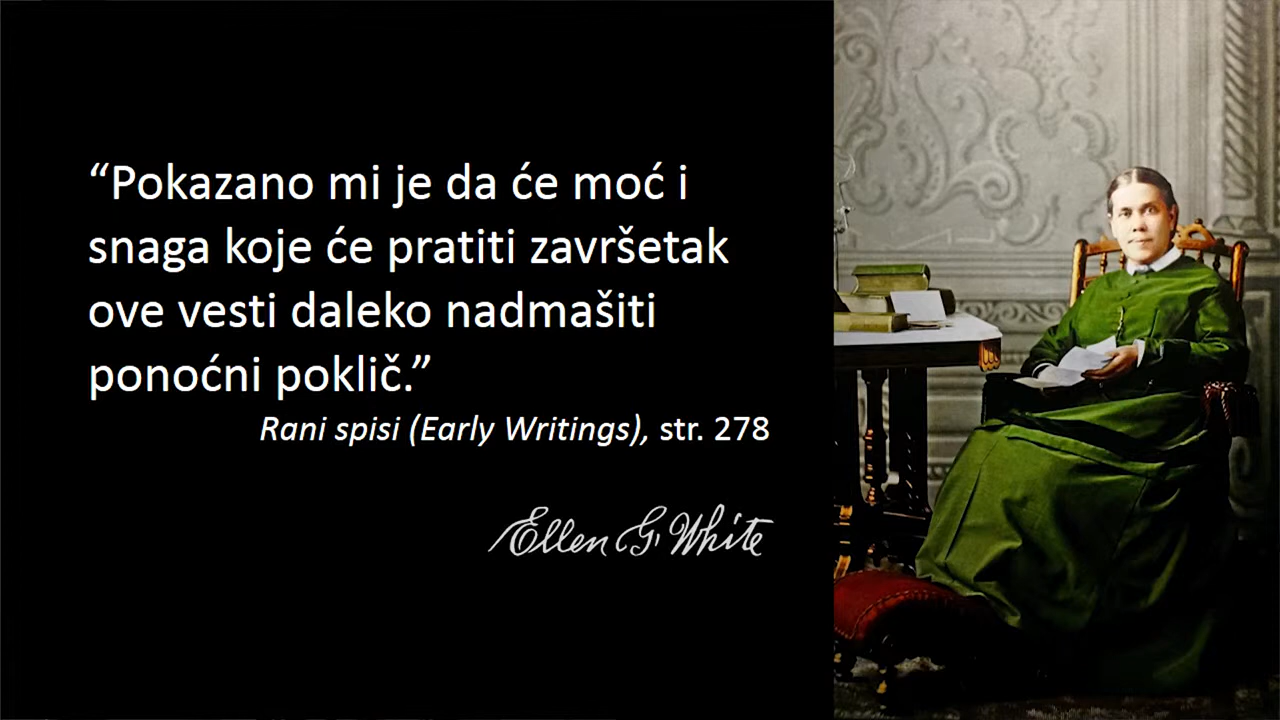 “Pokazano mi je da će moć i
snaga koje će pratiti završetak
ove vesti daleko nadmašiti
ponoćni poklič.”
Rani spisi (Early Writings), str. 278
Ellen G. White